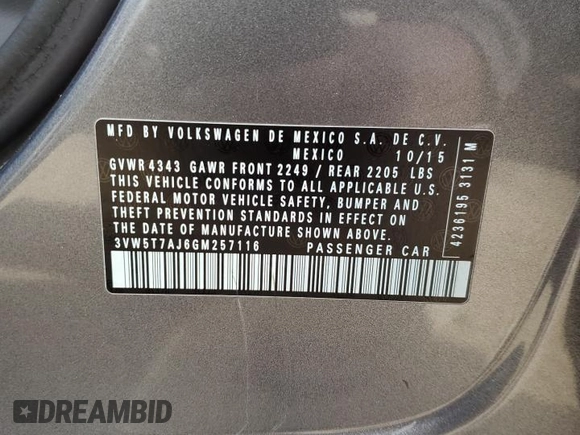 MFD BY VOLKSWAGEN DE MEXICO S.A. DE C.V.
MEXICO 10/15
GVWR 4343 GAWR FRONT 2249 / REAR 2205 LBS
THIS VEHICLE CONFORMS TO ALL APPLICABLE U.S.
FEDERAL MOTOR VEHICLE SAFETY, BUMPER AND
THEFT PREVENTION STANDARDS IN EFFECT ON
THE DATE OF MANUFACTURE SHOWN ABOVE
3VW5T7AJ6GM257116 PASSENGER CAR
4236195 3131 M
DREAMBID